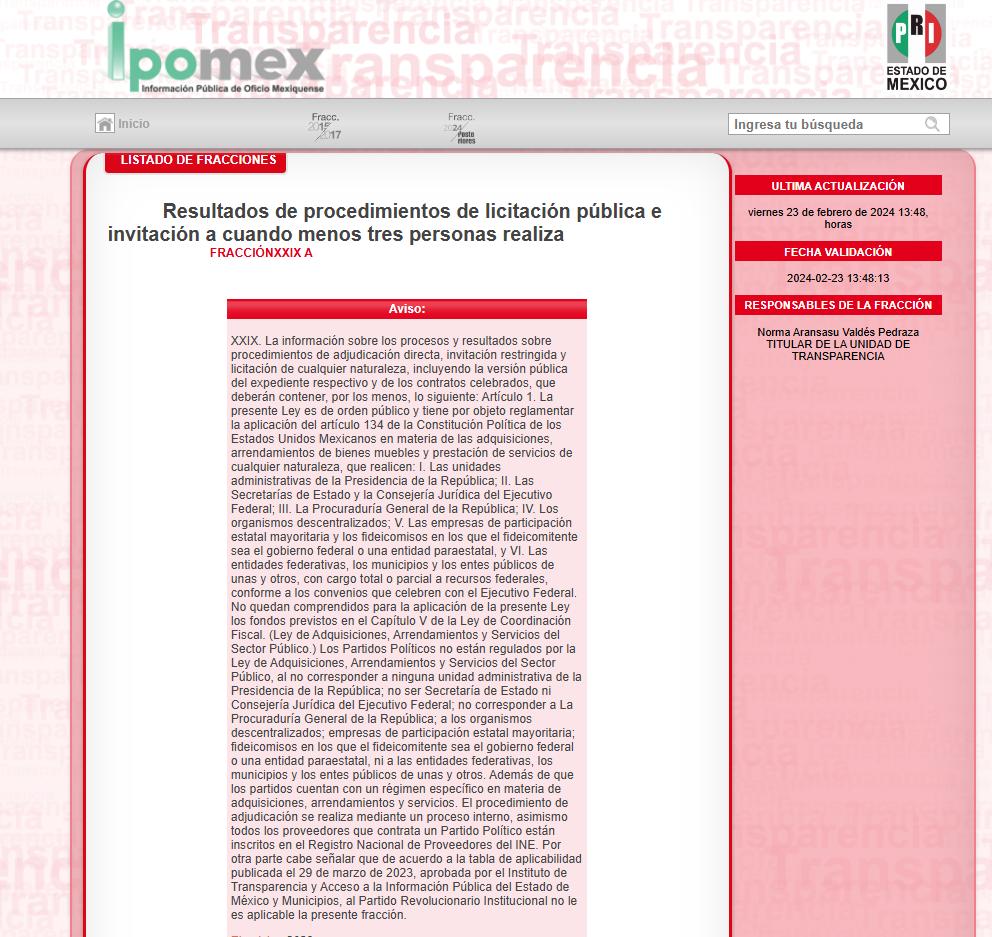 ipomex
Información Pública de Oficio Mexiquense
PRI
ESTADO DE
MÉXICO
Inicio
Fracc.
2015
2017
Fracc.
2024
Posteriores
Ingresa tu búsqueda
LISTADO DE FRACCIONES
Resultados de procedimientos de licitación pública e
invitación a cuando menos tres personas realiza
FRACCIÓNXXIX A
Aviso:
XXIX. La información sobre los procesos y resultados sobre
procedimientos de adjudicación directa, invitación restringida y
licitación de cualquier naturaleza, incluyendo la versión pública
del expediente respectivo y de los contratos celebrados, que
deberán contener, por los menos, lo siguiente: Artículo 1. La
presente Ley es de orden público y tiene por objeto reglamentar
la aplicación del artículo 134 de la Constitución Política de los
Estados Unidos Mexicanos en materia de las adquisiciones,
arrendamientos de bienes muebles y prestación de servicios de
cualquier naturaleza, que realicen: I. Las unidades
administrativas de la Presidencia de la República; II. Las
Secretarías de Estado y la Consejería Jurídica del Ejecutivo
Federal; III. La Procuraduría General de la República; IV. Los
organismos descentralizados; V. Las empresas de participación
estatal mayoritaria y los fideicomisos en los que el fideicomitente
sea el gobierno federal o una entidad paraestatal, y VI. Las
entidades federativas, los municipios y los entes públicos de
unas y otros, con cargo total o parcial a recursos federales,
conforme a los convenios que celebren con el Ejecutivo Federal.
No quedan comprendidos para la aplicación de la presente Ley
los fondos previstos en el Capítulo V de la Ley de Coordinación
Fiscal. (Ley de Adquisiciones, Arrendamientos y Servicios del
Sector Público.) Los Partidos Políticos no están regulados por la
Ley de Adquisiciones, Arrendamientos y Servicios del Sector
Público, al no corresponder a ninguna unidad administrativa de la
Presidencia de la República; no ser Secretaría de Estado ni
Consejería Jurídica del Ejecutivo Federal; no corresponder a La
Procuraduría General de la República; a los organismos
descentralizados; empresas de participación estatal mayoritaria;
fideicomisos en los que el fideicomitente sea el gobierno federal
o una entidad paraestatal, ni a las entidades federativas, los
municipios y los entes públicos de unas y otros. Además de que
los partidos cuentan con un régimen específico en materia de
adquisiciones, arrendamientos y servicios. El procedimiento de
adjudicación se realiza mediante un proceso interno, asimismo
todos los proveedores que contrata un Partido Político están
inscritos en el Registro Nacional de Proveedores del INE. Por
otra parte cabe señalar que de acuerdo a la tabla de aplicabilidad
publicada el 29 de marzo de 2023, aprobada por el Instituto de
Transparencia y Acceso a la Información Pública del Estado de
México y Municipios, al Partido Revolucionario Institucional no le
es aplicable la presente fracción.
ULTIMA ACTUALIZACIÓN
viernes 23 de febrero de 2024 13:48,
horas
FECHA VALIDACIÓN
2024-02-23 13:48:13
RESPONSABLES DE LA FRACCIÓN
Norma Aransasu Valdés Pedraza
TITULAR DE LA UNIDAD DE
TRANSPARENCIA